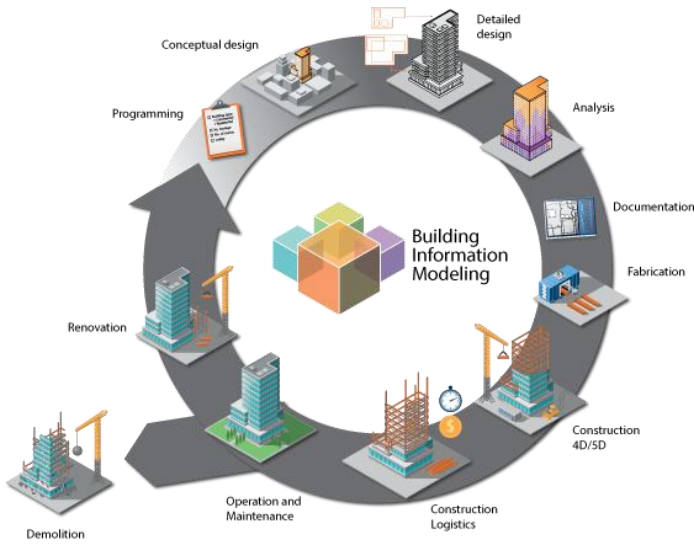 Detailed
design
Conceptual design
Programming
Analysis
Documentation
Building
Information
Modeling
Fabrication
Renovation
Construction
4D/5D
$
Operation and
Maintenance
Construction
Logistics
Demolition